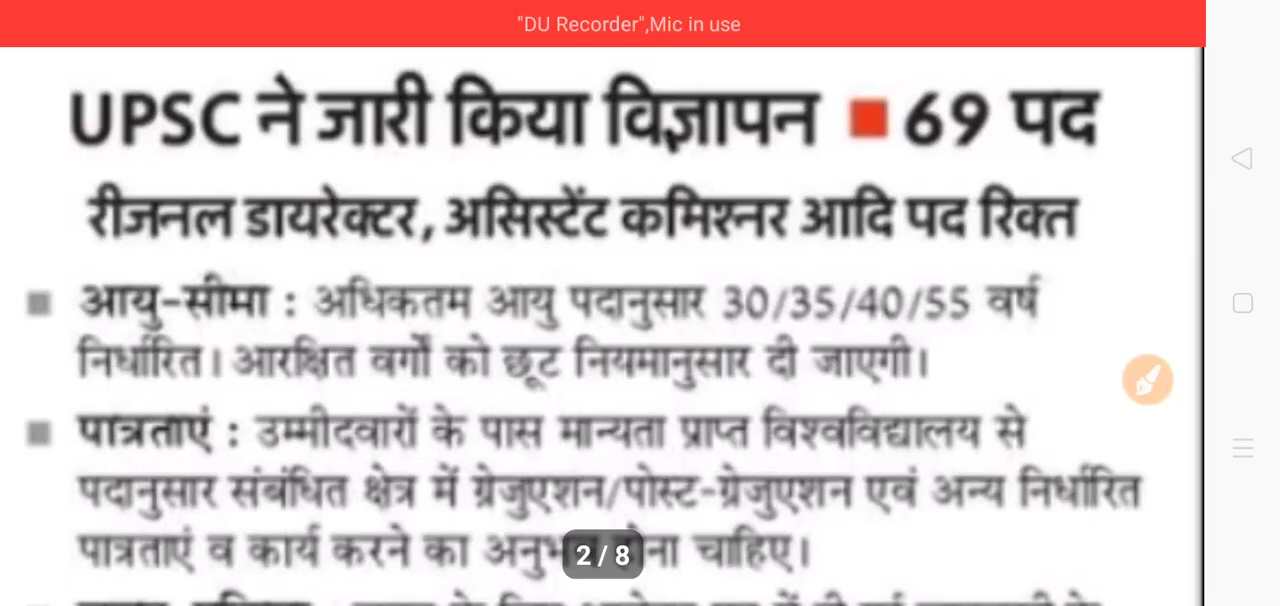 "DU Recorder",Mic in use
UPSC ने जारी किया विज्ञापन ■ 69 पद
रीजनल डायरेक्टर, असिस्टेंट कमिश्नर आदि पद रिक्त
■ आयु-सीमा : अधिकतम आयु पदानुसार 30/35/40/55 वर्ष
निर्धारित। आरक्षित वर्गों को छूट नियमानुसार दी जाएगी।
■ पात्रताएं : उम्मीदवारों के पास मान्यता प्राप्त विश्वविद्यालय से
पदानुसार संबंधित क्षेत्र में ग्रेजुएशन/पोस्ट-ग्रेजुएशन एवं अन्य निर्धारित
पात्रताएं व कार्य करने का अनुभव होना चाहिए।
2 / 8